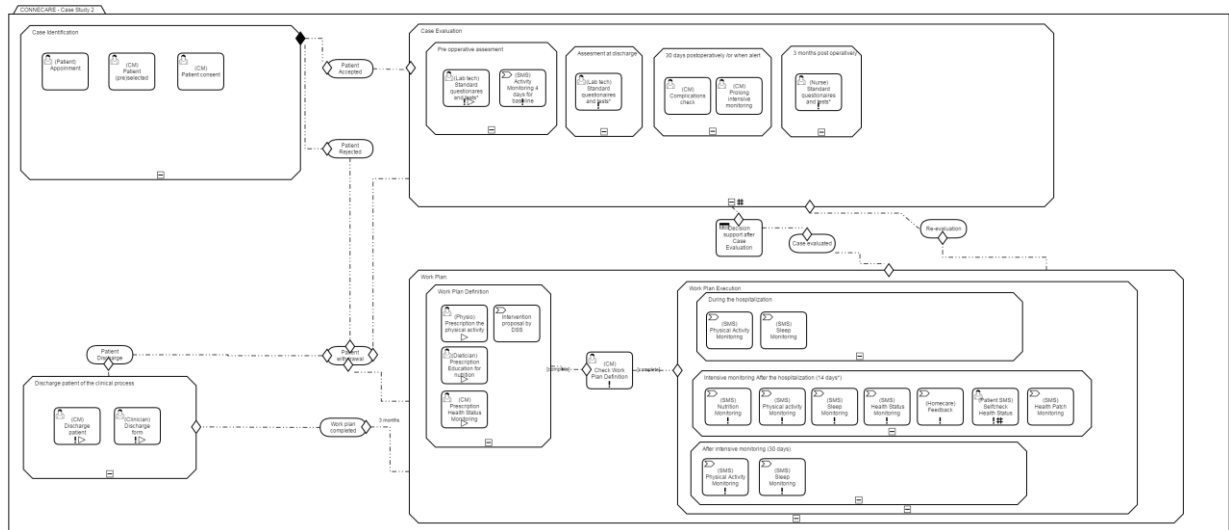 CONNECARE - Case Study 2
Case Identification
(Patient)
Appoinment
(CM)
Patient
(pre)selected
(CM)
Patient consent
Patient
Accepted
Patient
Rejected
Case Evaluation
Pre opperative assesment
(Lab tech)
Standard
questionaires
and tests*
(SMS)
Activity
Monitoring 4
days for
baseline
Assesment at discharge
(Lab tech)
Standard
questionaires
and tests*
30 days postoperatively /or when alert
(CM)
Complications
check
(CM)
Prolong
intensive
monitoring
3 months post operatively
(Nurse)
Standard
questionaires
and tests*
Decision
support after
Case
Evaluation
Case evaluated
Re-evaluation
Work Plan
Work Plan Definition
(Physio)
Prescription the
physical activity
Intervention
proposal by
DSS
(Dietician)
Prescription
Education for
nutrition
(CM)
Prescription
Health Status
Monitoring
[complete]
(CM)
Check Work
Plan Definition
[complete]
Work Plan Execution
During the hospitalization
(SMS)
Physical Activity
Monitoring
(SMS)
Sleep
Monitoring
Intensive monitoring After the hospitalization (14 days*)
(SMS)
Nutrition
Monitoring
(SMS)
Physical activity
Monitoring
(SMS)
Sleep
Monitoring
(SMS)
Health Status
Monitoring
(Homecare)
Feedback
(Patient SMS)
Selfcheck
Health Status
(SMS)
Health Patch
Monitoring
After intensive monitoring (30 days)
(SMS)
Physical Activity
Monitoring
(SMS)
Sleep
Monitoring
Patient
Discharge
Patient
withdrawal
Discharge patient of the clinical process
(CM)
Discharge
patient
(Clinician)
Discharge
form
Work plan
completed
3 months